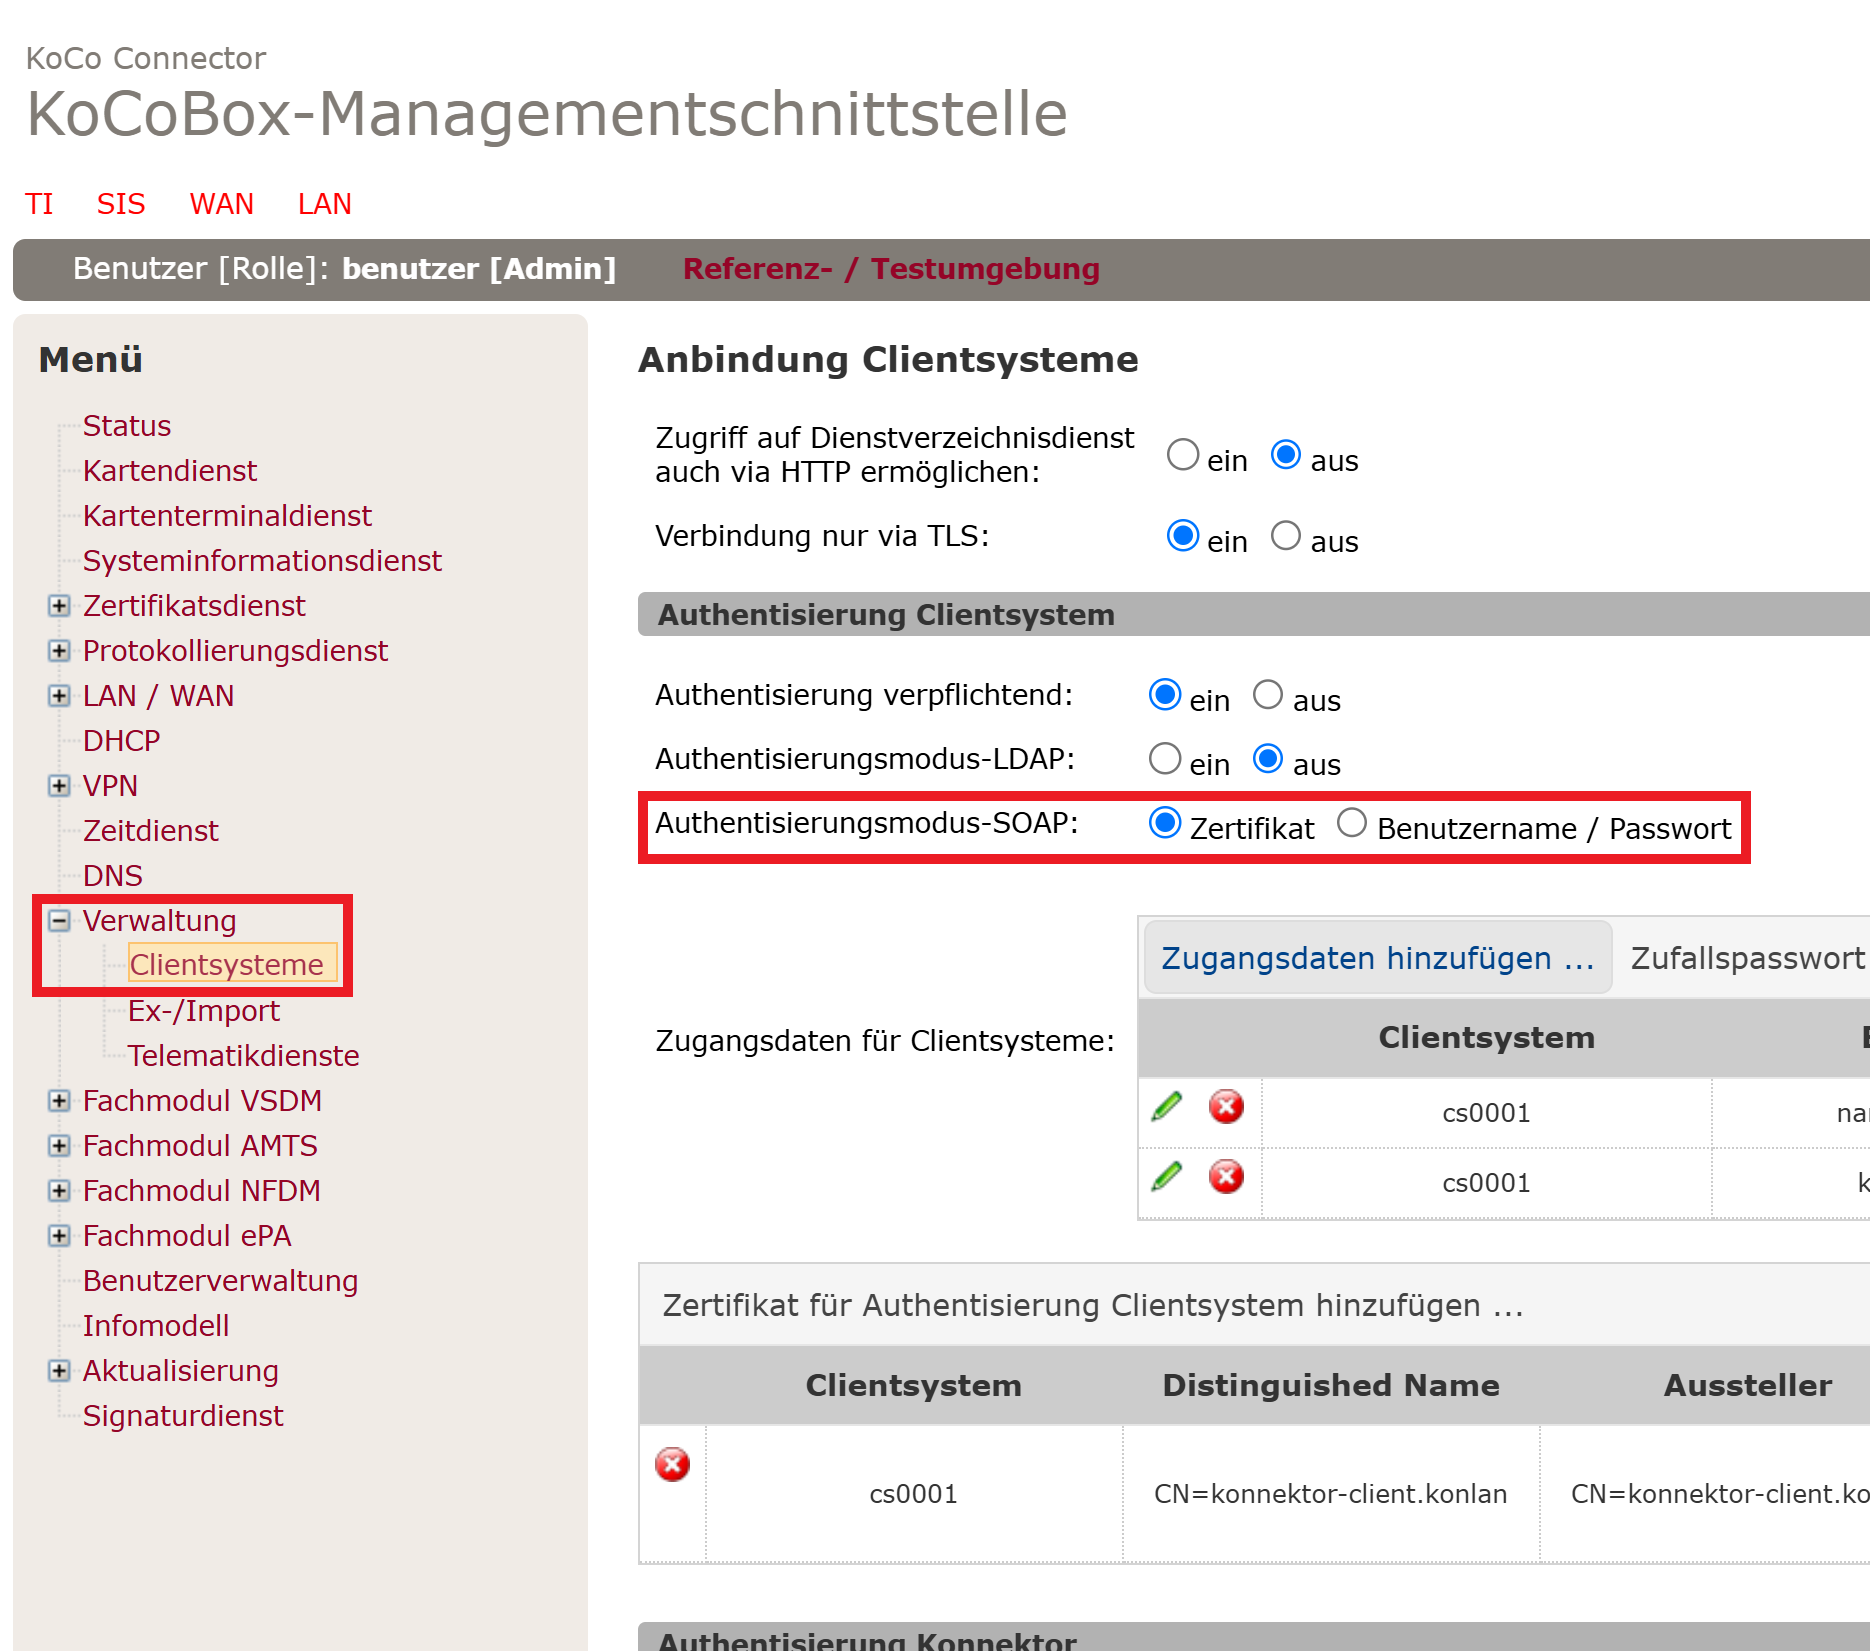 KoCo Connector
KoCoBox-Managementschnittstelle
TI SIS WAN LAN
Benutzer [Rolle]: benutzer [Admin] Referenz- / Testumgebung
Menü
Status
Kartendienst
Kartenterminaldienst
Systeminformationsdienst
Zertifikatsdienst
Protokollierungsdienst
LAN / WAN
DHCP
VPN
Zeitdienst
DNS
Verwaltung
Clientsysteme
Ex-/Import
Telematikdienste
Fachmodul VSDM
Fachmodul AMTS
Fachmodul NFDM
Fachmodul ePA
Benutzerverwaltung
Infomodell
Aktualisierung
Signaturdienst
Anbindung Clientsysteme
Zugriff auf Dienstverzeichnisdienst
auch via HTTP ermöglichen: ein aus
Verbindung nur via TLS: ein aus
Authentisierung Clientsystem
Authentisierung verpflichtend: ein aus
Authentisierungsmodus-LDAP: ein aus
Authentisierungsmodus-SOAP: Zertifikat Benutzername / Passwort
Zugangsdaten hinzufügen ... Zufallspasswort
Zugangsdaten für Clientsysteme:
Clientsystem
cs0001
cs0001
Zertifikat für Authentisierung Clientsystem hinzufügen ...
Clientsystem Distinguished Name Aussteller
cs0001 CN=konnektor-client.konlan CN=konnektor-client.ko
Authentisierung Konnektor